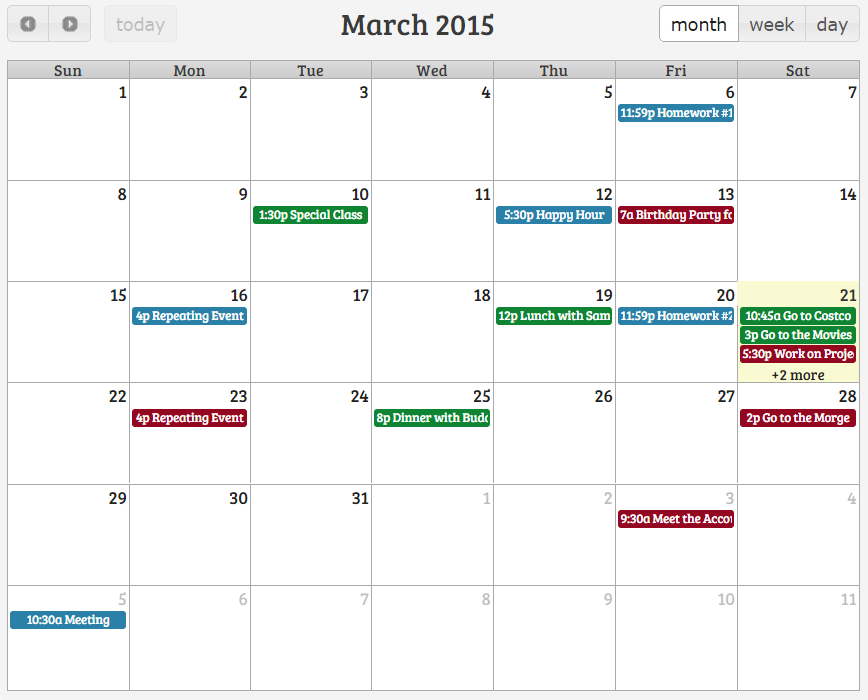 today
March 2015
month week day
Sun Mon Tue Wed Thu Fri Sat
1 2 3 4 5 6 7
11:59p Homework #1
8 9 10 11 12 13 14
1:30p Special Class 5:30p Happy Hour 7a Birthday Party fo
15 16 17 18 19 20 21
4p Repeating Event 12p Lunch with Sam 11:59p Homework #2 10:45a Go to Costco
3p Go to the Movies
5:30p Work on Proje
+2 more
22 23 24 25 26 27 28
4p Repeating Event 8p Dinner with Budd 2p Go to the Morge
29 30 31 1 2 3 4
9:30a Meet the Accou
5 6 7 8 9 10 11
10:30a Meeting